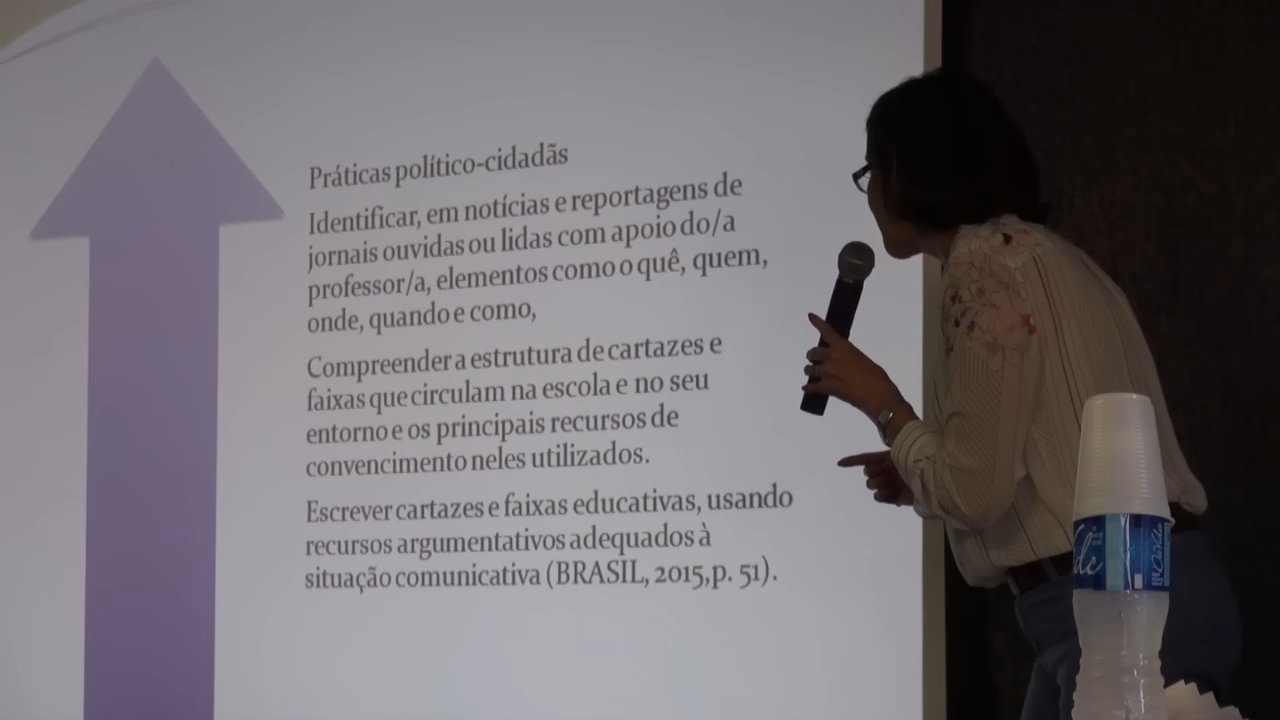 Práticas político-cidadãs
Identificar, em notícias e reportagens de
jornais ouvidas ou lidas com apoio do/a
professor/a, elementos como o quê, quem,
onde, quando e como,
Compreender a estrutura de cartazes e
faixas que circulam na escola e no seu
entorno e os principais recursos de
convencimento neles utilizados.
Escrever cartazes e faixas educativas, usando
recursos argumentativos adequados à
situação comunicativa (BRASIL, 2015,p. 51).